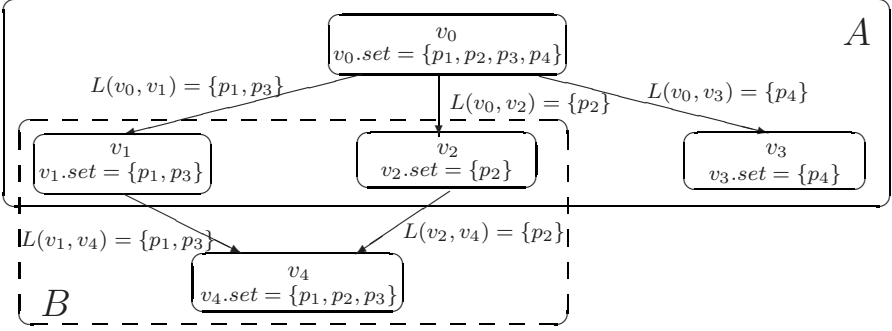 v₀
v₀.set = {p₁, p₂, p₃, p₄}
A
L(v₀, v₁) = {p₁, p₃}
L(v₀, v₂) = {p₂}
L(v₀, v₃) = {p₄}
v₁
v₁.set = {p₁, p₃}
v₂
v₂.set = {p₂}
v₃
v₃.set = {p₄}
L(v₁, v₄) = {p₁, p₃}
L(v₂, v₄) = {p₂}
v₄
v₄.set = {p₁, p₂, p₃}
B